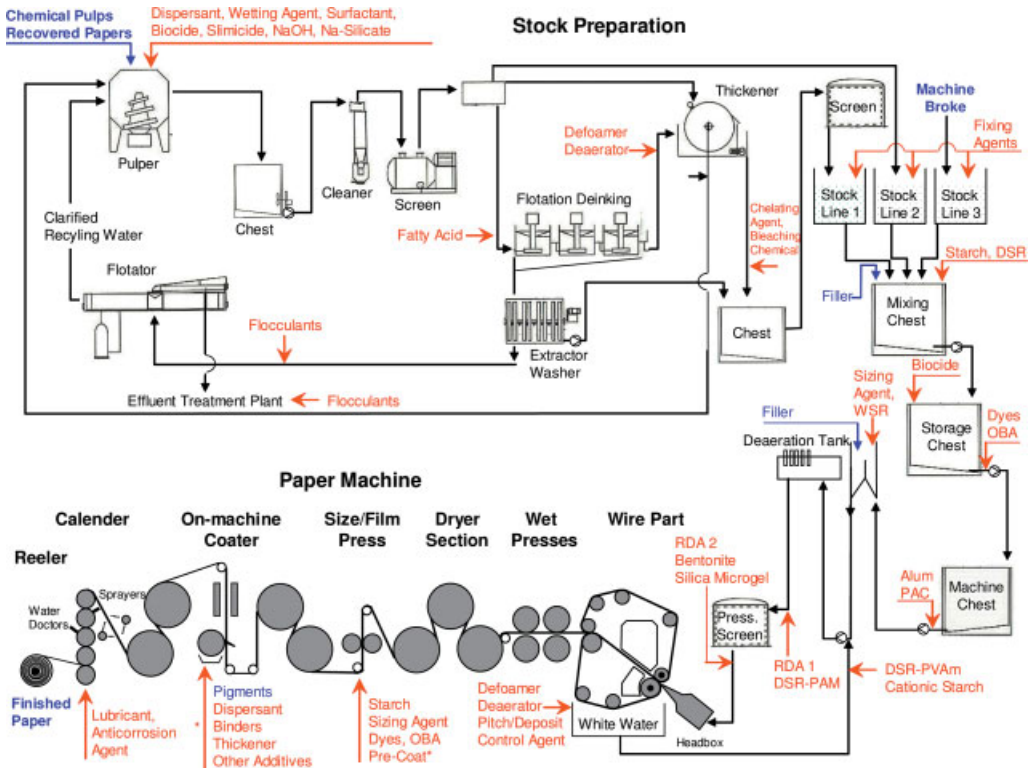 Chemical Pulps
Recovered Papers
Dispersant, Wetting Agent, Surfactant,
Biocide, Slimicide, NaOH, Na-Silicate
Stock Preparation
Pulper
Chest
Cleaner
Screen
Thickener
Defoamer
Deaerator
Flotation Deinking
Fatty Acid
Screen
Machine
Broke
Fixing
Agents
Stock
Line 1
Stock
Line 2
Stock
Line 3
Clarified
Recyling Water
Chelating
Agent,
Bleaching
Chemical
Starch, DSR
Filler
Mixing
Chest
Flotator
Flocculants
Extractor
Washer
Chest
Effluent Treatment Plant
Flocculants
Biocide
Sizing
Agent,
WSR
Filler
Storage
Chest
Dyes
OBA
Deaeration Tank
Paper Machine
Calender
On-machine
Coater
Size/Film
Press
Dryer
Section
Wet
Presses
Wire Part
Reeler
Sprayers
Water
Doctors
RDA 2
Bentonite
Silica Microgel
Press.
Screen
Alum
PAC
Machine
Chest
RDA 1
DSR-PAM
DSR-PVAm
Cationic Starch
Finished
Paper
Lubricant,
Anticorrosion
Agent
*
Pigments
Dispersant
Binders
Thickener
Other Additives
Starch
Sizing Agent
Dyes, OBA
Pre-Coat*
Defoamer
Deaerator
Pitch/Deposit
Control Agent
White Water
Headbox